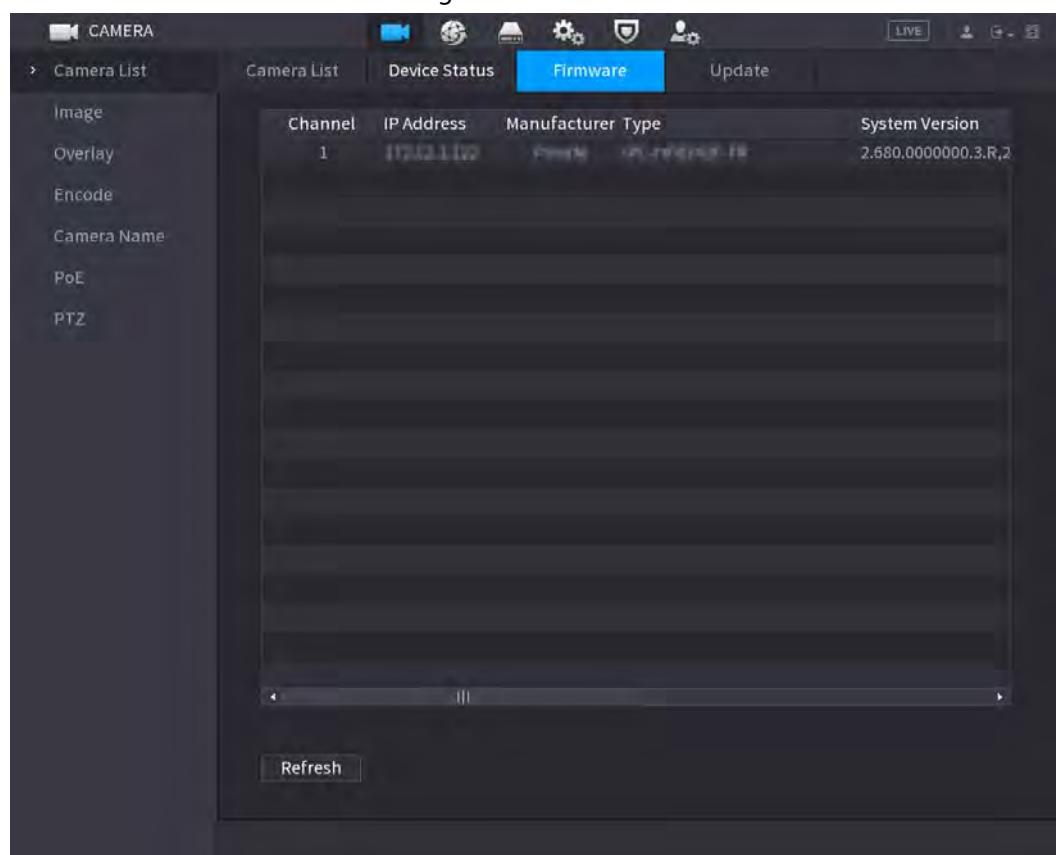 CAMERA
LIVE
Camera List
Camera List Device Status Firmware Update
Image
Overlay
Encode
Camera Name
PoE
PTZ
Channel IP Address Manufacturer Type System Version
1 2.680.0000000.3.R,2
Refresh